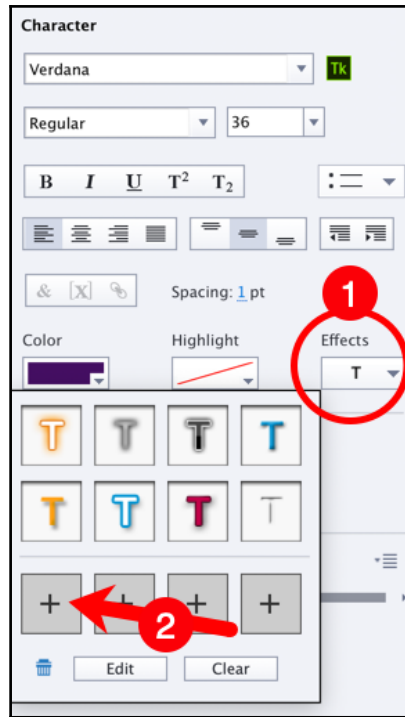 Character
Verdana
Tk
Regular 36
B I U T² T₂
& [X]
Spacing: 1 pt
1
Color Highlight Effects
T
T T T T
T T T T
+ + + +
2
Edit Clear